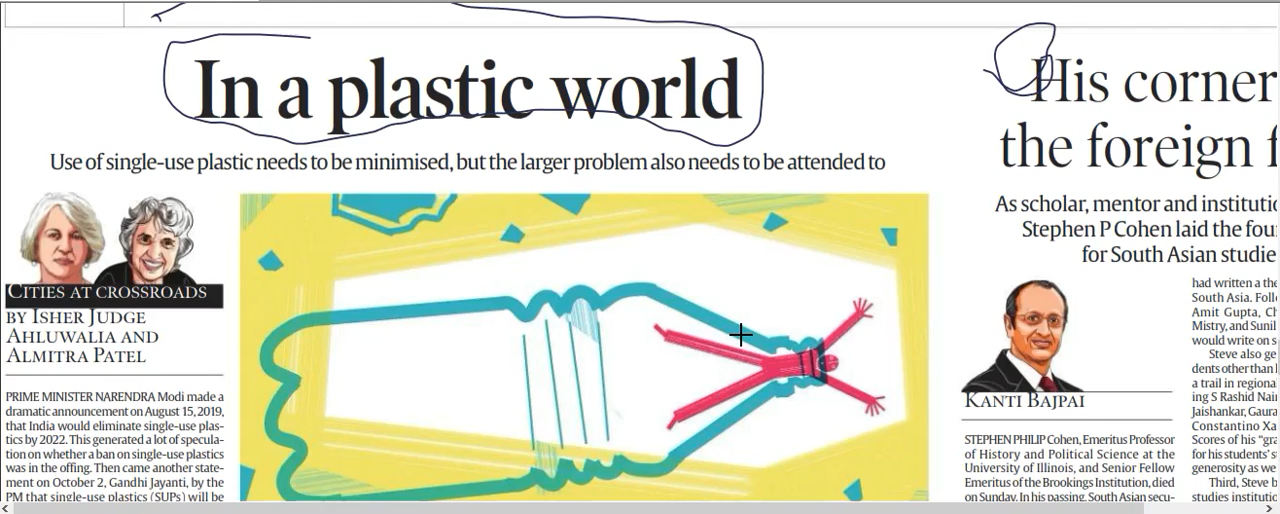 In a plastic world
Use of single-use plastic needs to be minimised, but the larger problem also needs to be attended to
CITIES AT CROSSROADS
BY ISHER JUDGE
AHLUWALIA AND
ALMITRA PATEL
PRIME MINISTER NARENDRA Modi made a
dramatic announcement on August 15, 2019,
that India would eliminate single-use plas-
tics by 2022. This generated a lot of specula-
tion on whether a ban on single-use plastics
was in the offing. Then came another state-
ment on October 2, Gandhi Jayanti, by the
PM that single-use plastics (SUPs) will be
His corner
the foreign f
As scholar, mentor and institutio
Stephen P Cohen laid the fou
for South Asian studie
KANTI BAJPAI
STEPHEN PHILIP Cohen, Emeritus Professor
of History and Political Science at the
University of Illinois, and Senior Fellow
Emeritus of the Brookings Institution, died
on Sunday. In his passing, South Asian secu-
had written a the
South Asia. Foll
Amit Gupta, Ch
Mistry, and Sunil
would write on s
Steve also ge
dents other than
a trail in regiona
ing S Rashid Nai
Jaishankar, Gaura
Constantino Xa
Scores of his "gra
for his students' s
generosity as we
Third, Steve b
studies institutio